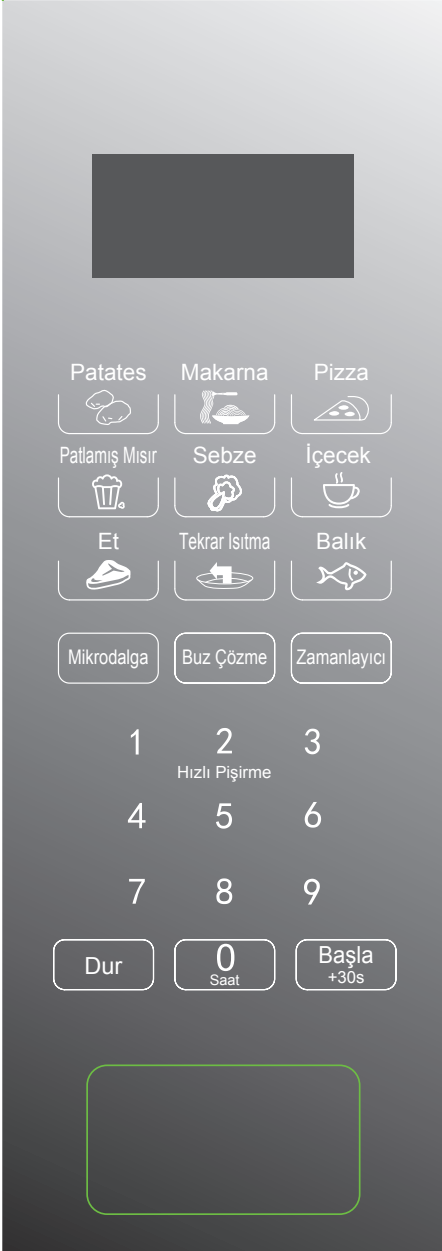 Patates Makarna Pizza
Patlamış Mısır Sebze İçecek
Et Tekrar Isıtma Balık
Mikrodalga Buz Çözme Zamanlayıcı
1 2 3
Hızlı Pişirme
4 5 6
7 8 9
Dur 0 Başla
Saat +30s